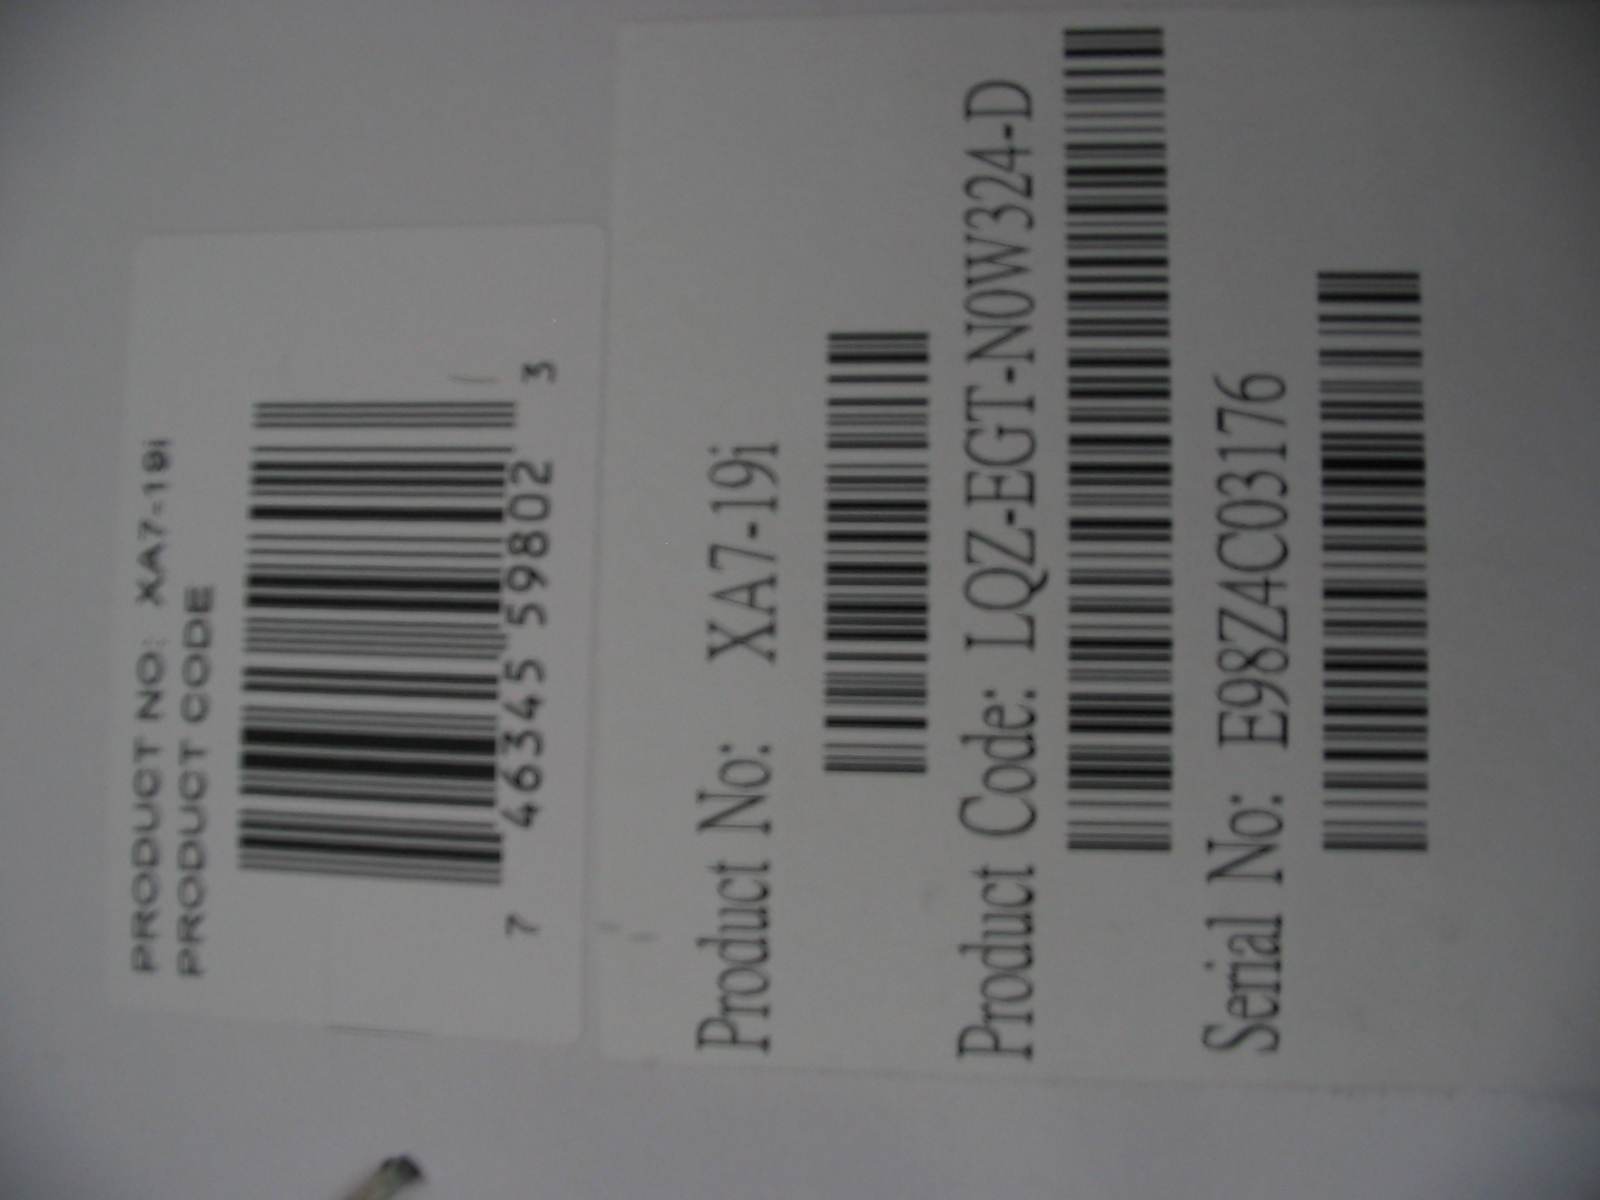 PRODUCT NO: XA7-19i
PRODUCT CODE
7 46345 59802 3
Product No: XA7-19i
Product Code: LQZ-EGT-N0W324-D
Serial No: E98Z4C03176